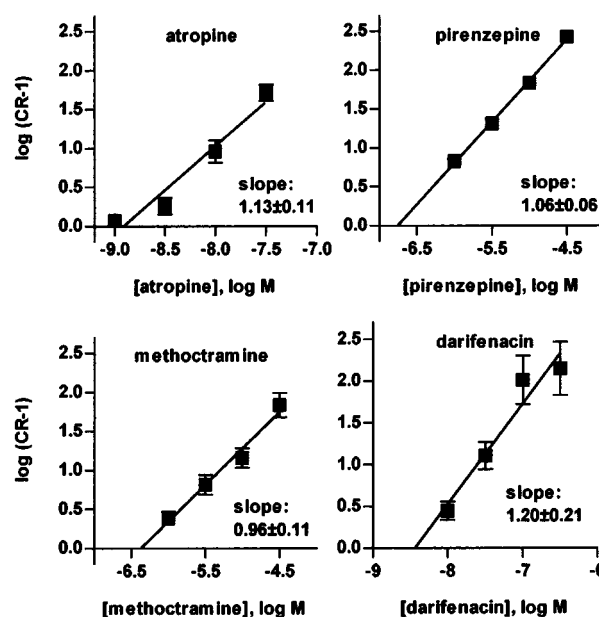 atropine
log (CR-1)
2.5
2.0
1.5
1.0
0.5
0.0
slope:
1.13±0.11
-9.0 -8.5 -8.0 -7.5 -7.0
[atropine], log M
pirenzepine
2.5
2.0
1.5
1.0
0.5
0.0
slope:
1.06±0.06
-6.5 -5.5 -4.5
[pirenzepine], log M
methoctramine
log (CR-1)
2.5
2.0
1.5
1.0
0.5
0.0
slope:
0.96±0.11
-6.5 -5.5 -4.5
[methoctramine], log M
darifenacin
2.5
2.0
1.5
1.0
0.5
0.0
slope:
1.20±0.21
-9 -8 -7 -6
[darifenacin], log M